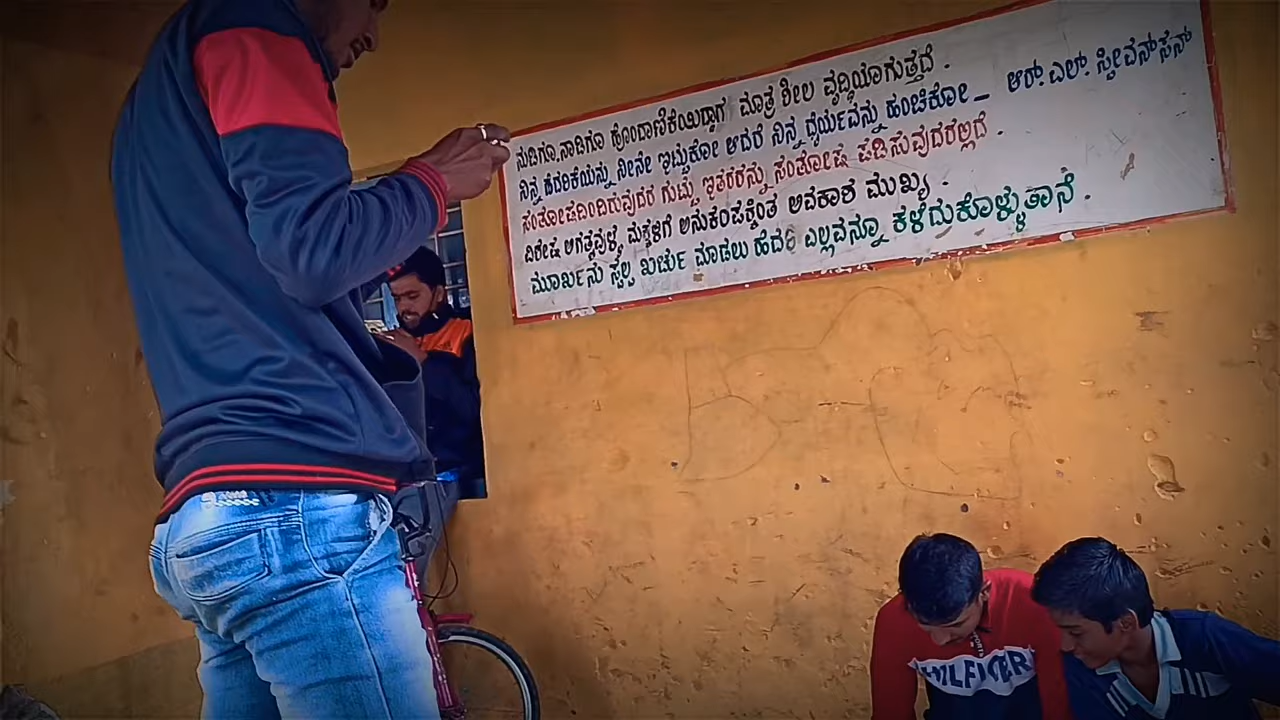 ನುಡಿಗೂ,ನಾಡಿಗೂ ಹೊಂದಾಣಿಕೆಯಿದ್ದಾಗ ಮಾತ್ರ ಶೀಲ ವೃದ್ಧಿಯಾಗುತ್ತದೆ .
ನಿನ್ನ ಹೆದರಿಕೆಯನ್ನು ನೀನೇ ಇಟ್ಟುಕೋ ಆದರೆ ನಿನ್ನ ಧೈರ್ಯವನ್ನು ಹಂಚಿಕೋ – ಆರ್. ಎಲ್. ಸ್ಟೀವನ್‌ಸನ್
ಸಂತೋಷದಿಂದಿರುವುದರ ಗುಟ್ಟು ಇತರರನ್ನು ಸಂತೋಷ ಪಡಿಸುವುದರಲ್ಲಿದೆ .
ವಿಶೇಷ ಅಗತ್ಯವುಳ್ಳ ಮಕ್ಕಳಿಗೆ ಅನುಕಂಪಕ್ಕಿಂತ ಅವಕಾಶ ಮುಖ್ಯ .
ಮೂರ್ಖನು ಸ್ವಲ್ಪ ಖರ್ಚು ಮಾಡಲು ಹೆದರಿ ಎಲ್ಲವನ್ನೂ ಕಳೆದುಕೊಳ್ಳುತಾನೆ .
HILFIGER